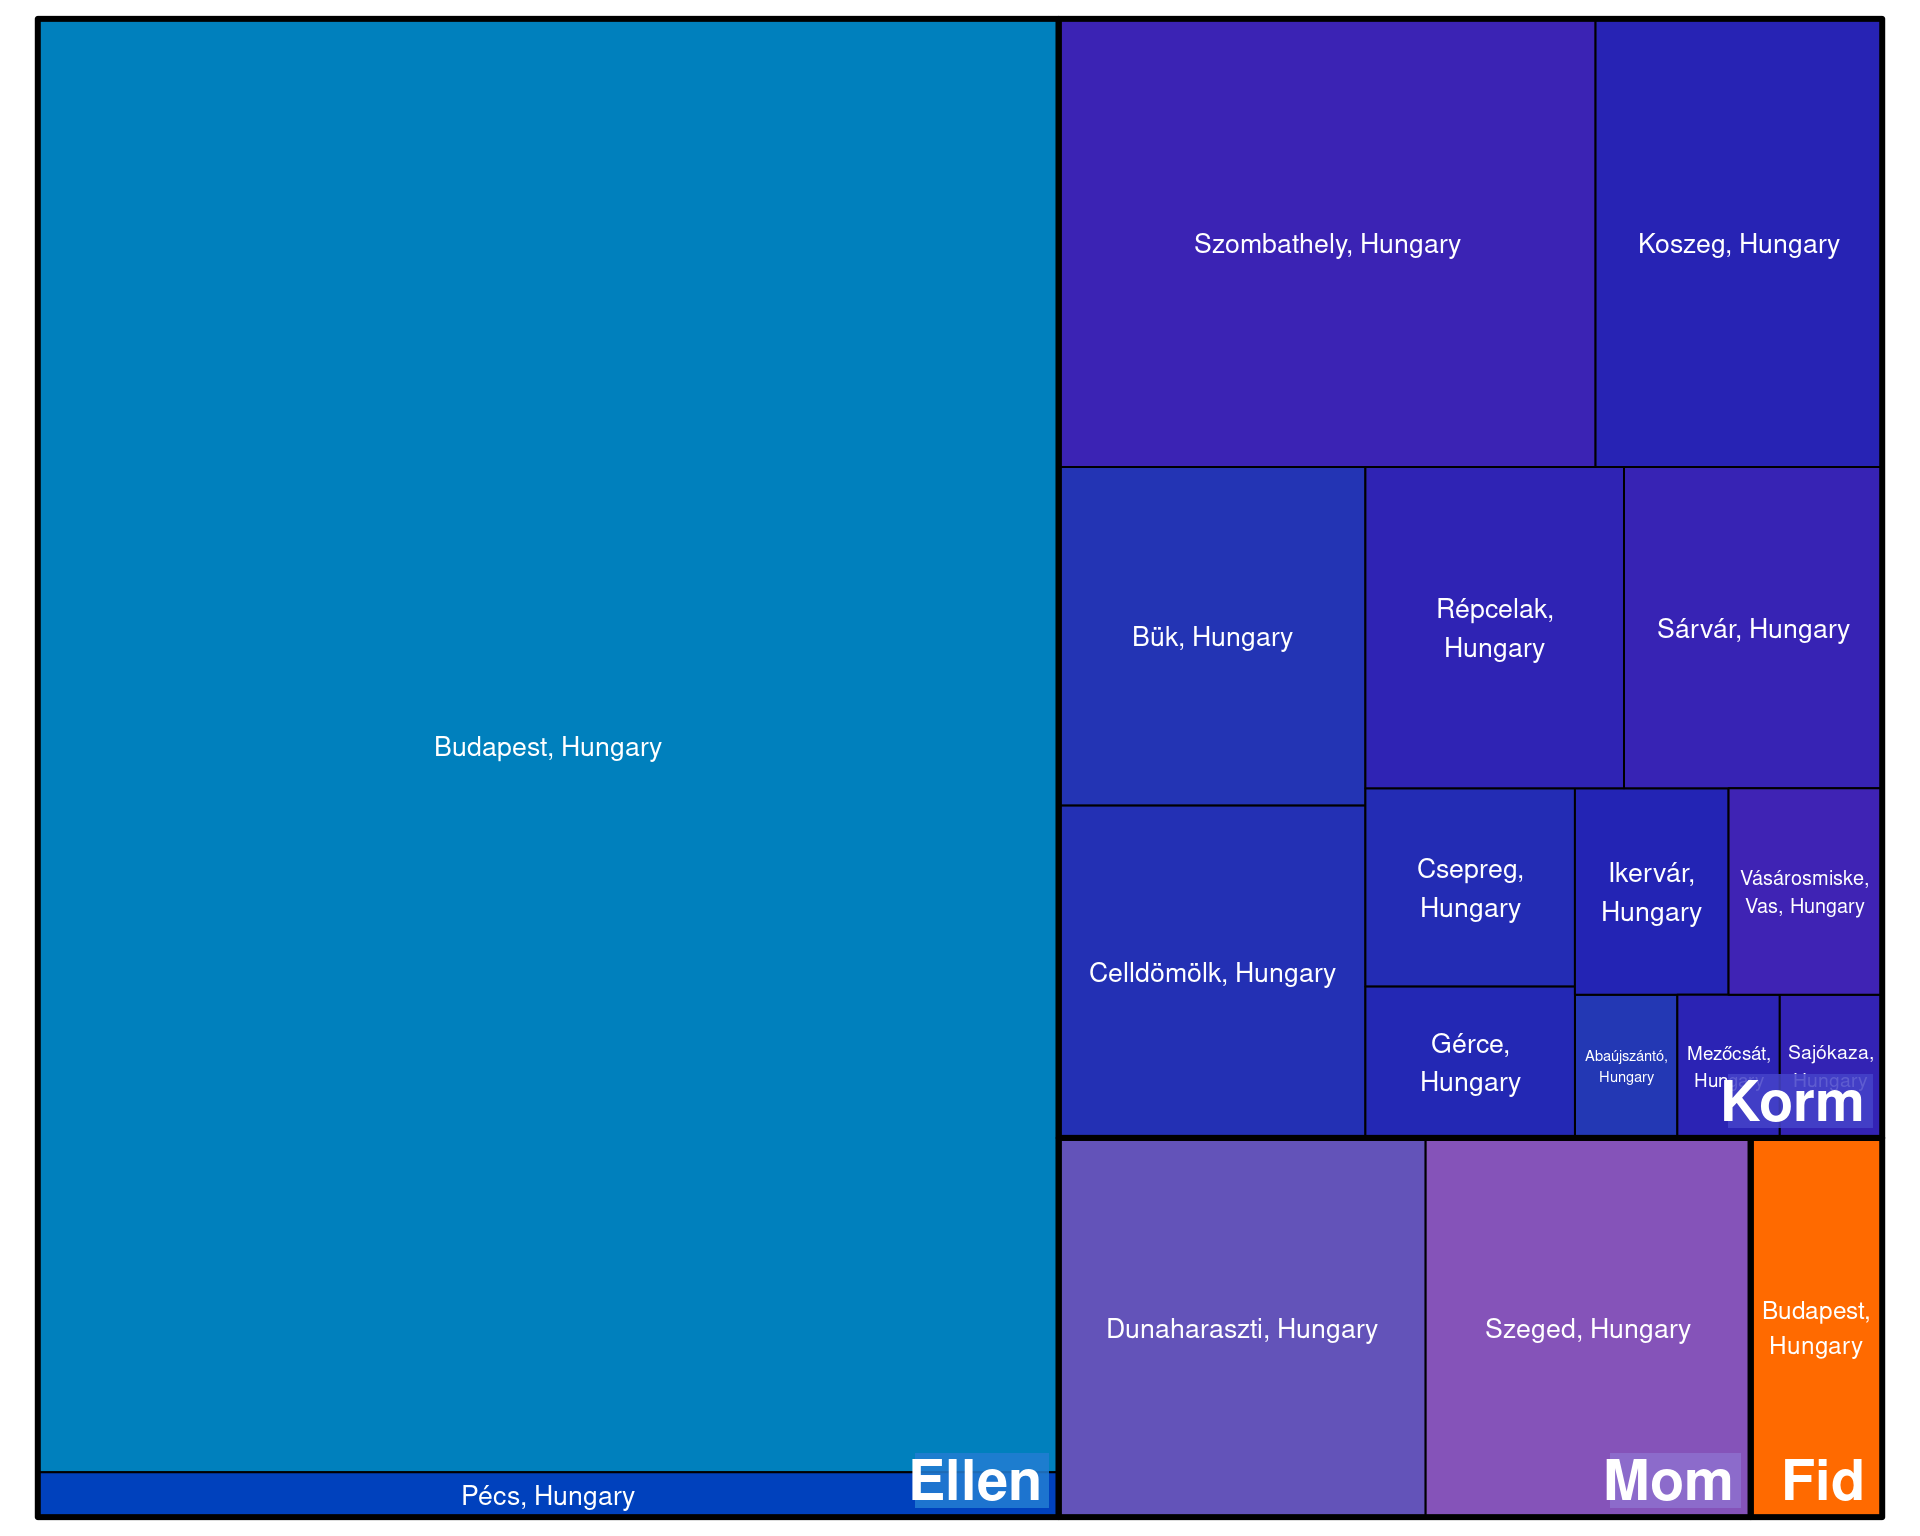 Budapest, Hungary
Pécs, Hungary
Ellen
Szombathely, Hungary
Koszeg, Hungary
Bük, Hungary
Répcelak,
Hungary
Sárvár, Hungary
Celldömölk, Hungary
Csepreg,
Hungary
Ikervár,
Hungary
Vásárosmiske,
Vas, Hungary
Gérce,
Hungary
Abaújszántó,
Hungary
Mezőcsát,
Hungary
Sajókaza,
Hungary
Korm
Dunaharaszti, Hungary
Szeged, Hungary
Mom
Budapest,
Hungary
Fid